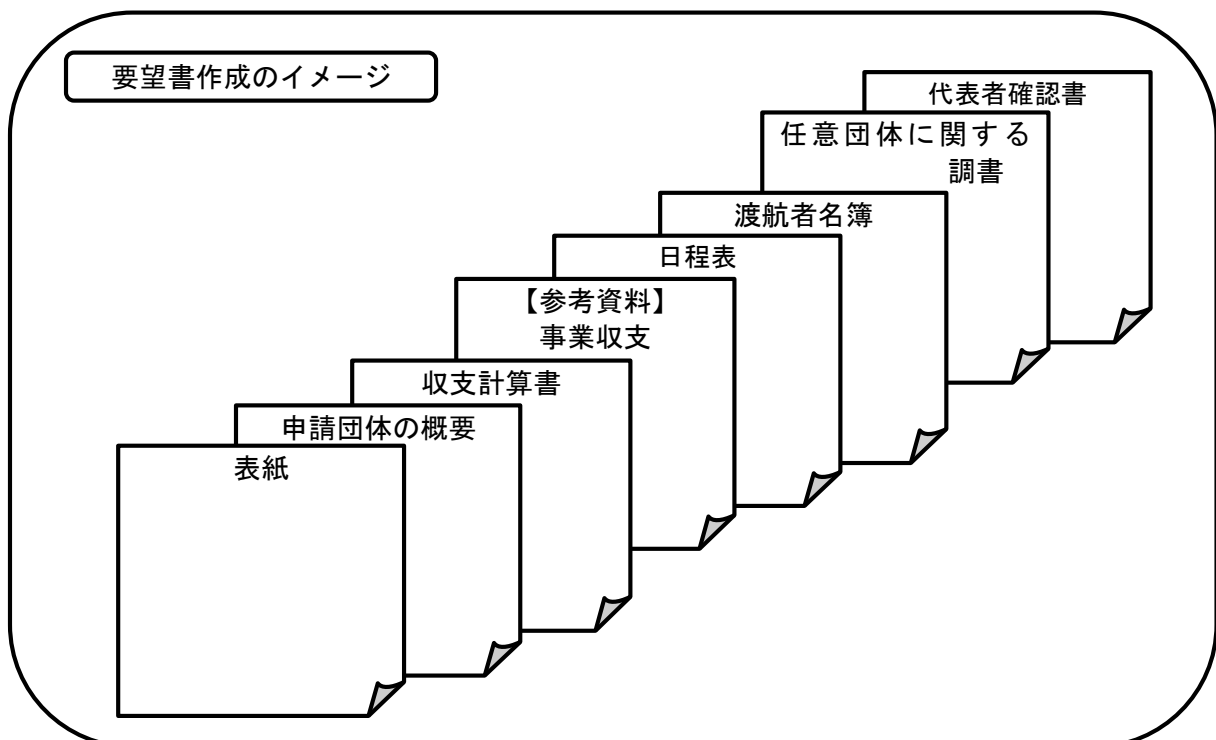 要望書作成のイメージ
代表者確認書
任意団体に関する
調書
渡航者名簿
日程表
【参考資料】
事業収支
収支計算書
申請団体の概要
表紙